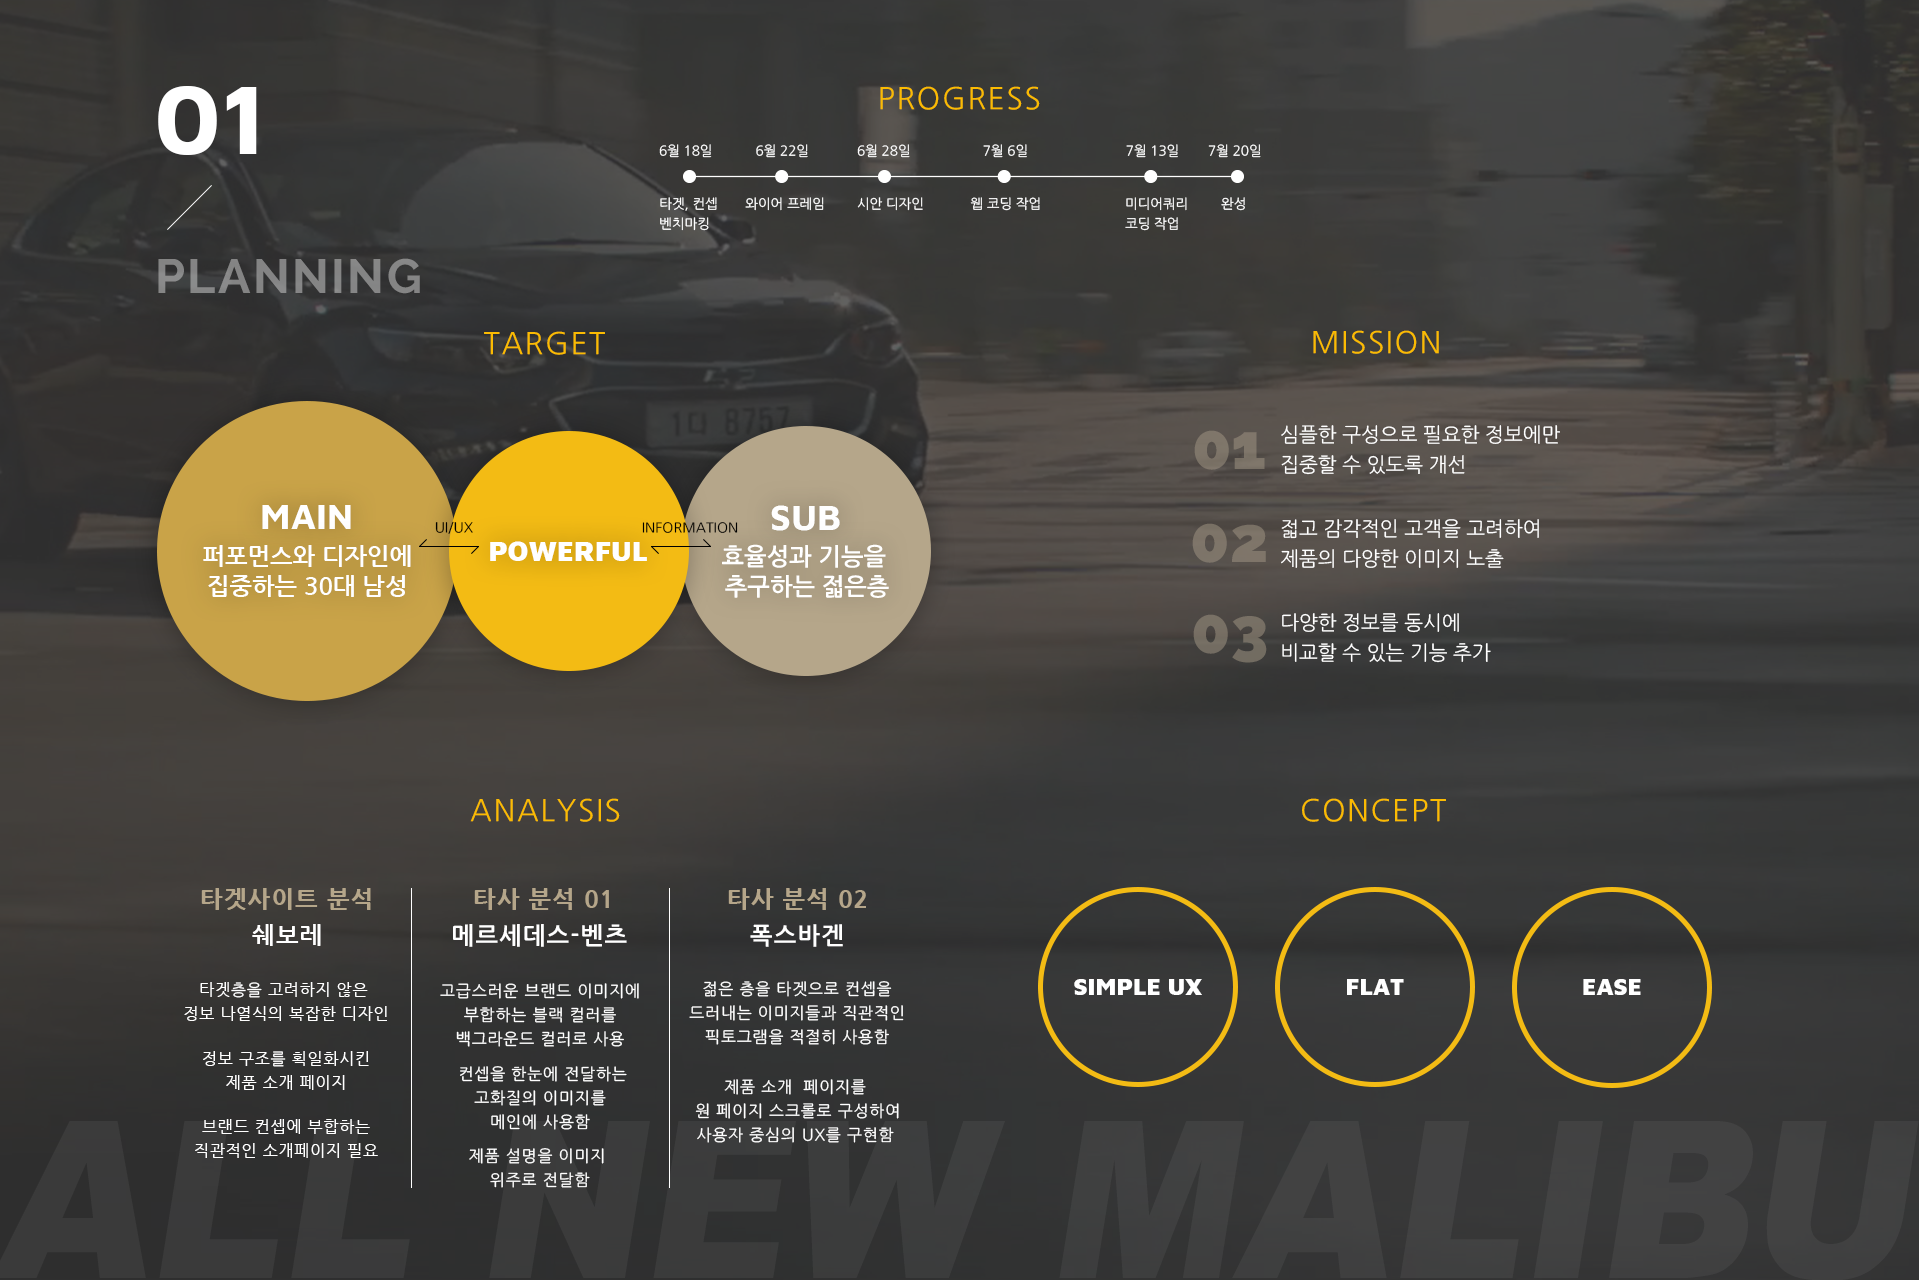 01
PLANNING
PROGRESS
6월 18일
6월 22일
6월 28일
7월 6일
7월 13일
7월 20일
타겟, 컨셉
벤치마킹
와이어 프레임
시안 디자인
웹 코딩 작업
미디어쿼리
코딩 작업
완성
TARGET
MAIN
퍼포먼스와 디자인에
집중하는 30대 남성
UI/UX
POWERFUL
INFORMATION
SUB
효율성과 기능을
추구하는 젊은층
1다 8757
MISSION
01
심플한 구성으로 필요한 정보에만
집중할 수 있도록 개선
02
젊고 감각적인 고객을 고려하여
제품의 다양한 이미지 노출
03
다양한 정보를 동시에
비교할 수 있는 기능 추가
ANALYSIS
타겟사이트 분석
쉐보레
타겟층을 고려하지 않은
정보 나열식의 복잡한 디자인
정보 구조를 획일화시킨
제품 소개 페이지
브랜드 컨셉에 부합하는
직관적인 소개페이지 필요
타사 분석 01
메르세데스-벤츠
고급스러운 브랜드 이미지에
부합하는 블랙 컬러를
백그라운드 컬러로 사용
컨셉을 한눈에 전달하는
고화질의 이미지를
메인에 사용함
제품 설명을 이미지
위주로 전달함
타사 분석 02
폭스바겐
젊은 층을 타겟으로 컨셉을
드러내는 이미지들과 직관적인
픽토그램을 적절히 사용함
제품 소개 페이지를
원 페이지 스크롤로 구성하여
사용자 중심의 UX를 구현함
CONCEPT
SIMPLE UX
FLAT
EASE
ALL NEW MALIBU